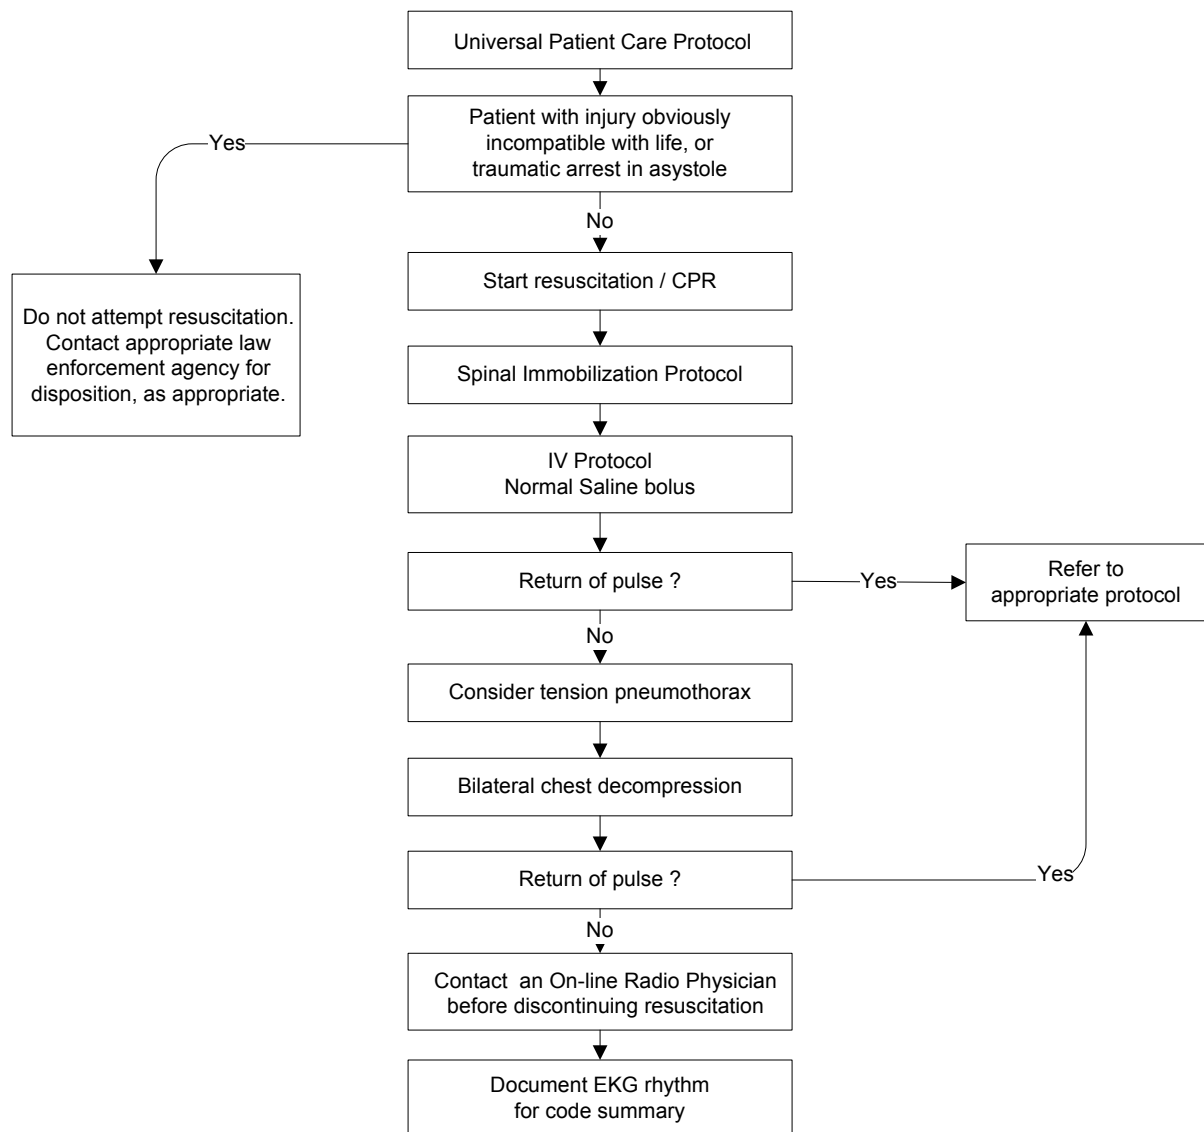 Universal Patient Care Protocol
Patient with injury obviously
incompatible with life, or
traumatic arrest in asystole
Yes
No
Do not attempt resuscitation.
Contact appropriate law
enforcement agency for
disposition, as appropriate.
Start resuscitation / CPR
Spinal Immobilization Protocol
IV Protocol
Normal Saline bolus
Return of pulse ?
Yes
Refer to
appropriate protocol
No
Consider tension pneumothorax
Bilateral chest decompression
Return of pulse ?
Yes
No
Contact  an On-line Radio Physician
before discontinuing resuscitation
Document EKG rhythm
for code summary